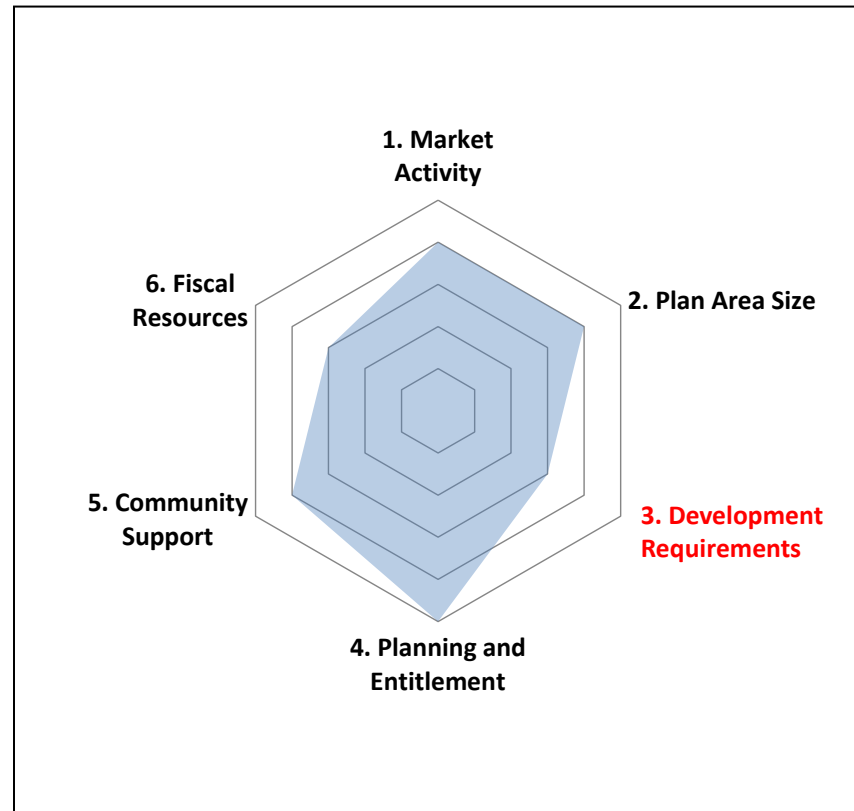 1. Market
Activity
2. Plan Area Size
3. Development
Requirements
4. Planning and
Entitlement
5. Community
Support
6. Fiscal
Resources